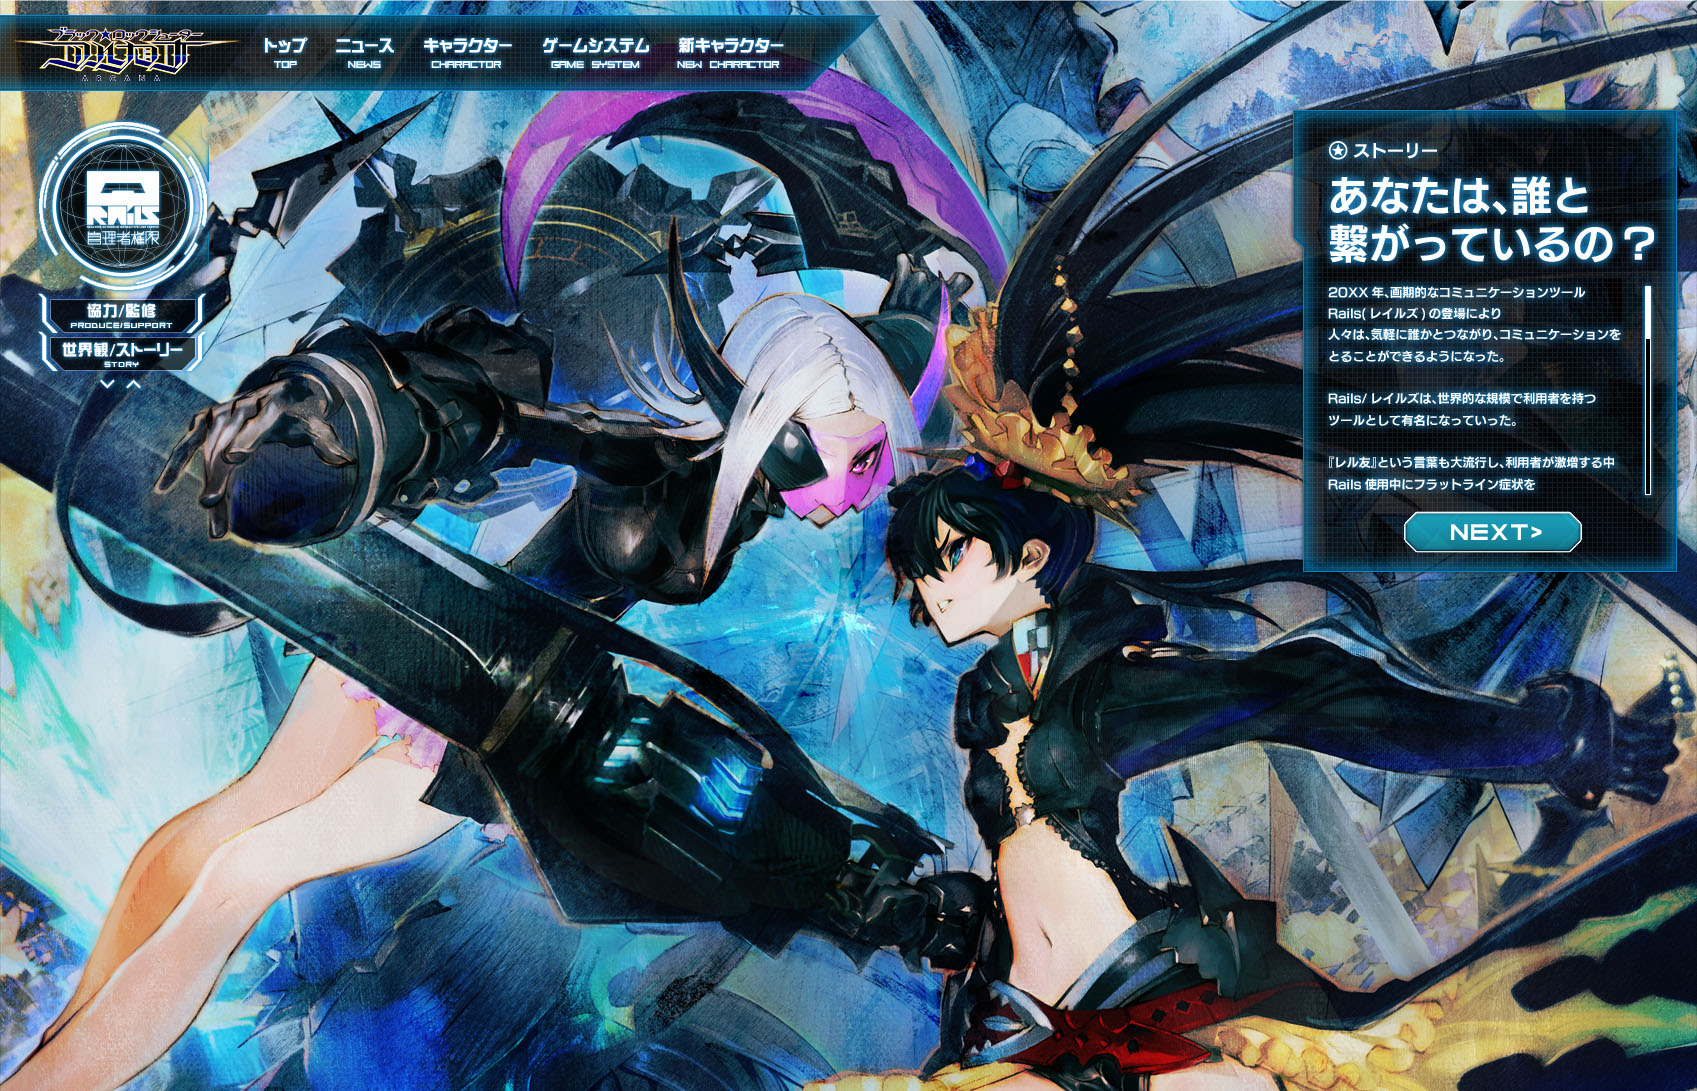 ブラック★ロックシューター
ARCANA
トップ
TOP
ニュース
NEWS
キャラクター
CHARACTOR
ゲームシステム
GAME SYSTEM
新キャラクター
NEW CHARACTOR
RAILS
管理者権限
協力/監修
PRODUCE/SUPPORT
世界観/ストーリー
STORY
ストーリー
あなたは、誰と
繋がっているの？
20XX 年、画期的なコミュニケーションツール
Rails( レイルズ ) の登場により
人々は、気軽に誰かとつながり、コミュニケーションを
とることができるようになった。
Rails/ レイルズは、世界的な規模で利用者を持つ
ツールとして有名になっていった。
『レル友』という言葉も大流行し、利用者が激増する中
Rails 使用中にフラットライン症状を
NEXT>